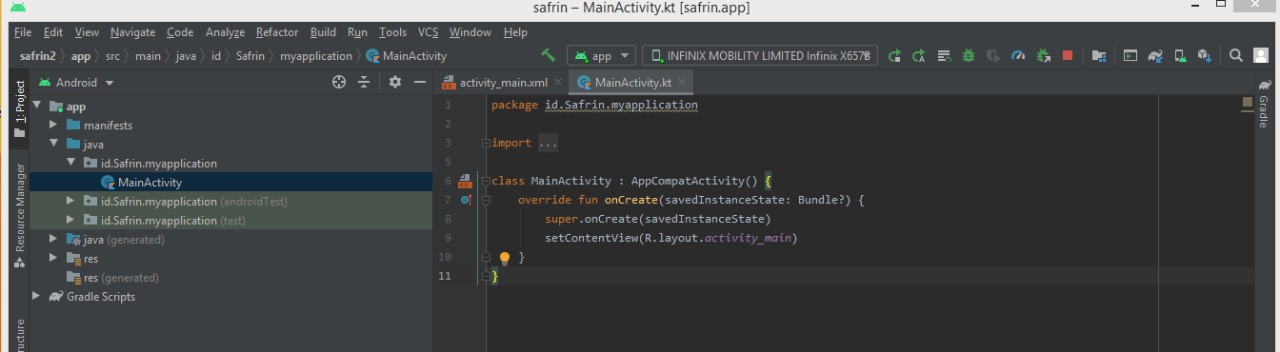 safrin – MainActivity.kt [safrin.app]
File Edit View Navigate Code Analyze Refactor Build Run Tools VCS Window Help
safrin2 app src main java id Safrin myapplication MainActivity app INFINIX MOBILITY LIMITED Infinix X657B
1: Project
Resource Manager
Android
app
manifests
java
id.Safrin.myapplication
MainActivity
id.Safrin.myapplication (androidTest)
id.Safrin.myapplication (test)
java (generated)
res
res (generated)
Gradle Scripts
activity_main.xml MainActivity.kt
1 package id.Safrin.myapplication
2
3 import ...
5
6 class MainActivity : AppCompatActivity() {
7 override fun onCreate(savedInstanceState: Bundle?) {
8 super.onCreate(savedInstanceState)
9 setContentView(R.layout.activity_main)
10 }
11 }
Gradle